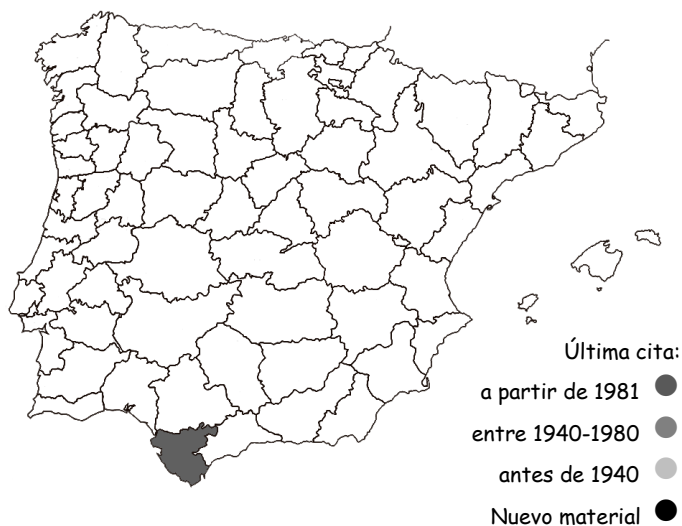 Última cita:
a partir de 1981
entre 1940-1980
antes de 1940
Nuevo material